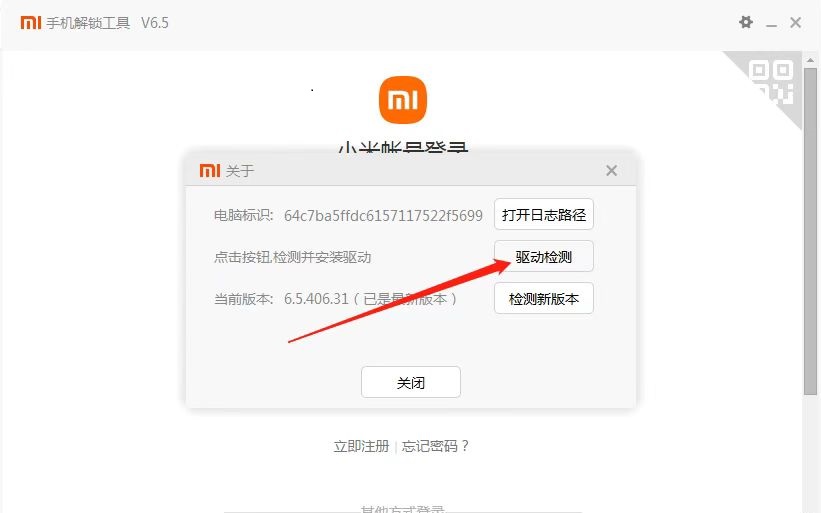 mi 手机解锁工具 V6.5
mi
小米帐号登录
mi 关于
电脑标识: 64c7ba5ffdc6157117522f5699 打开日志路径
点击按钮,检测并安装驱动 驱动检测
当前版本: 6.5.406.31（已是最新版本） 检测新版本
关闭
立即注册 | 忘记密码？
其他方式登录